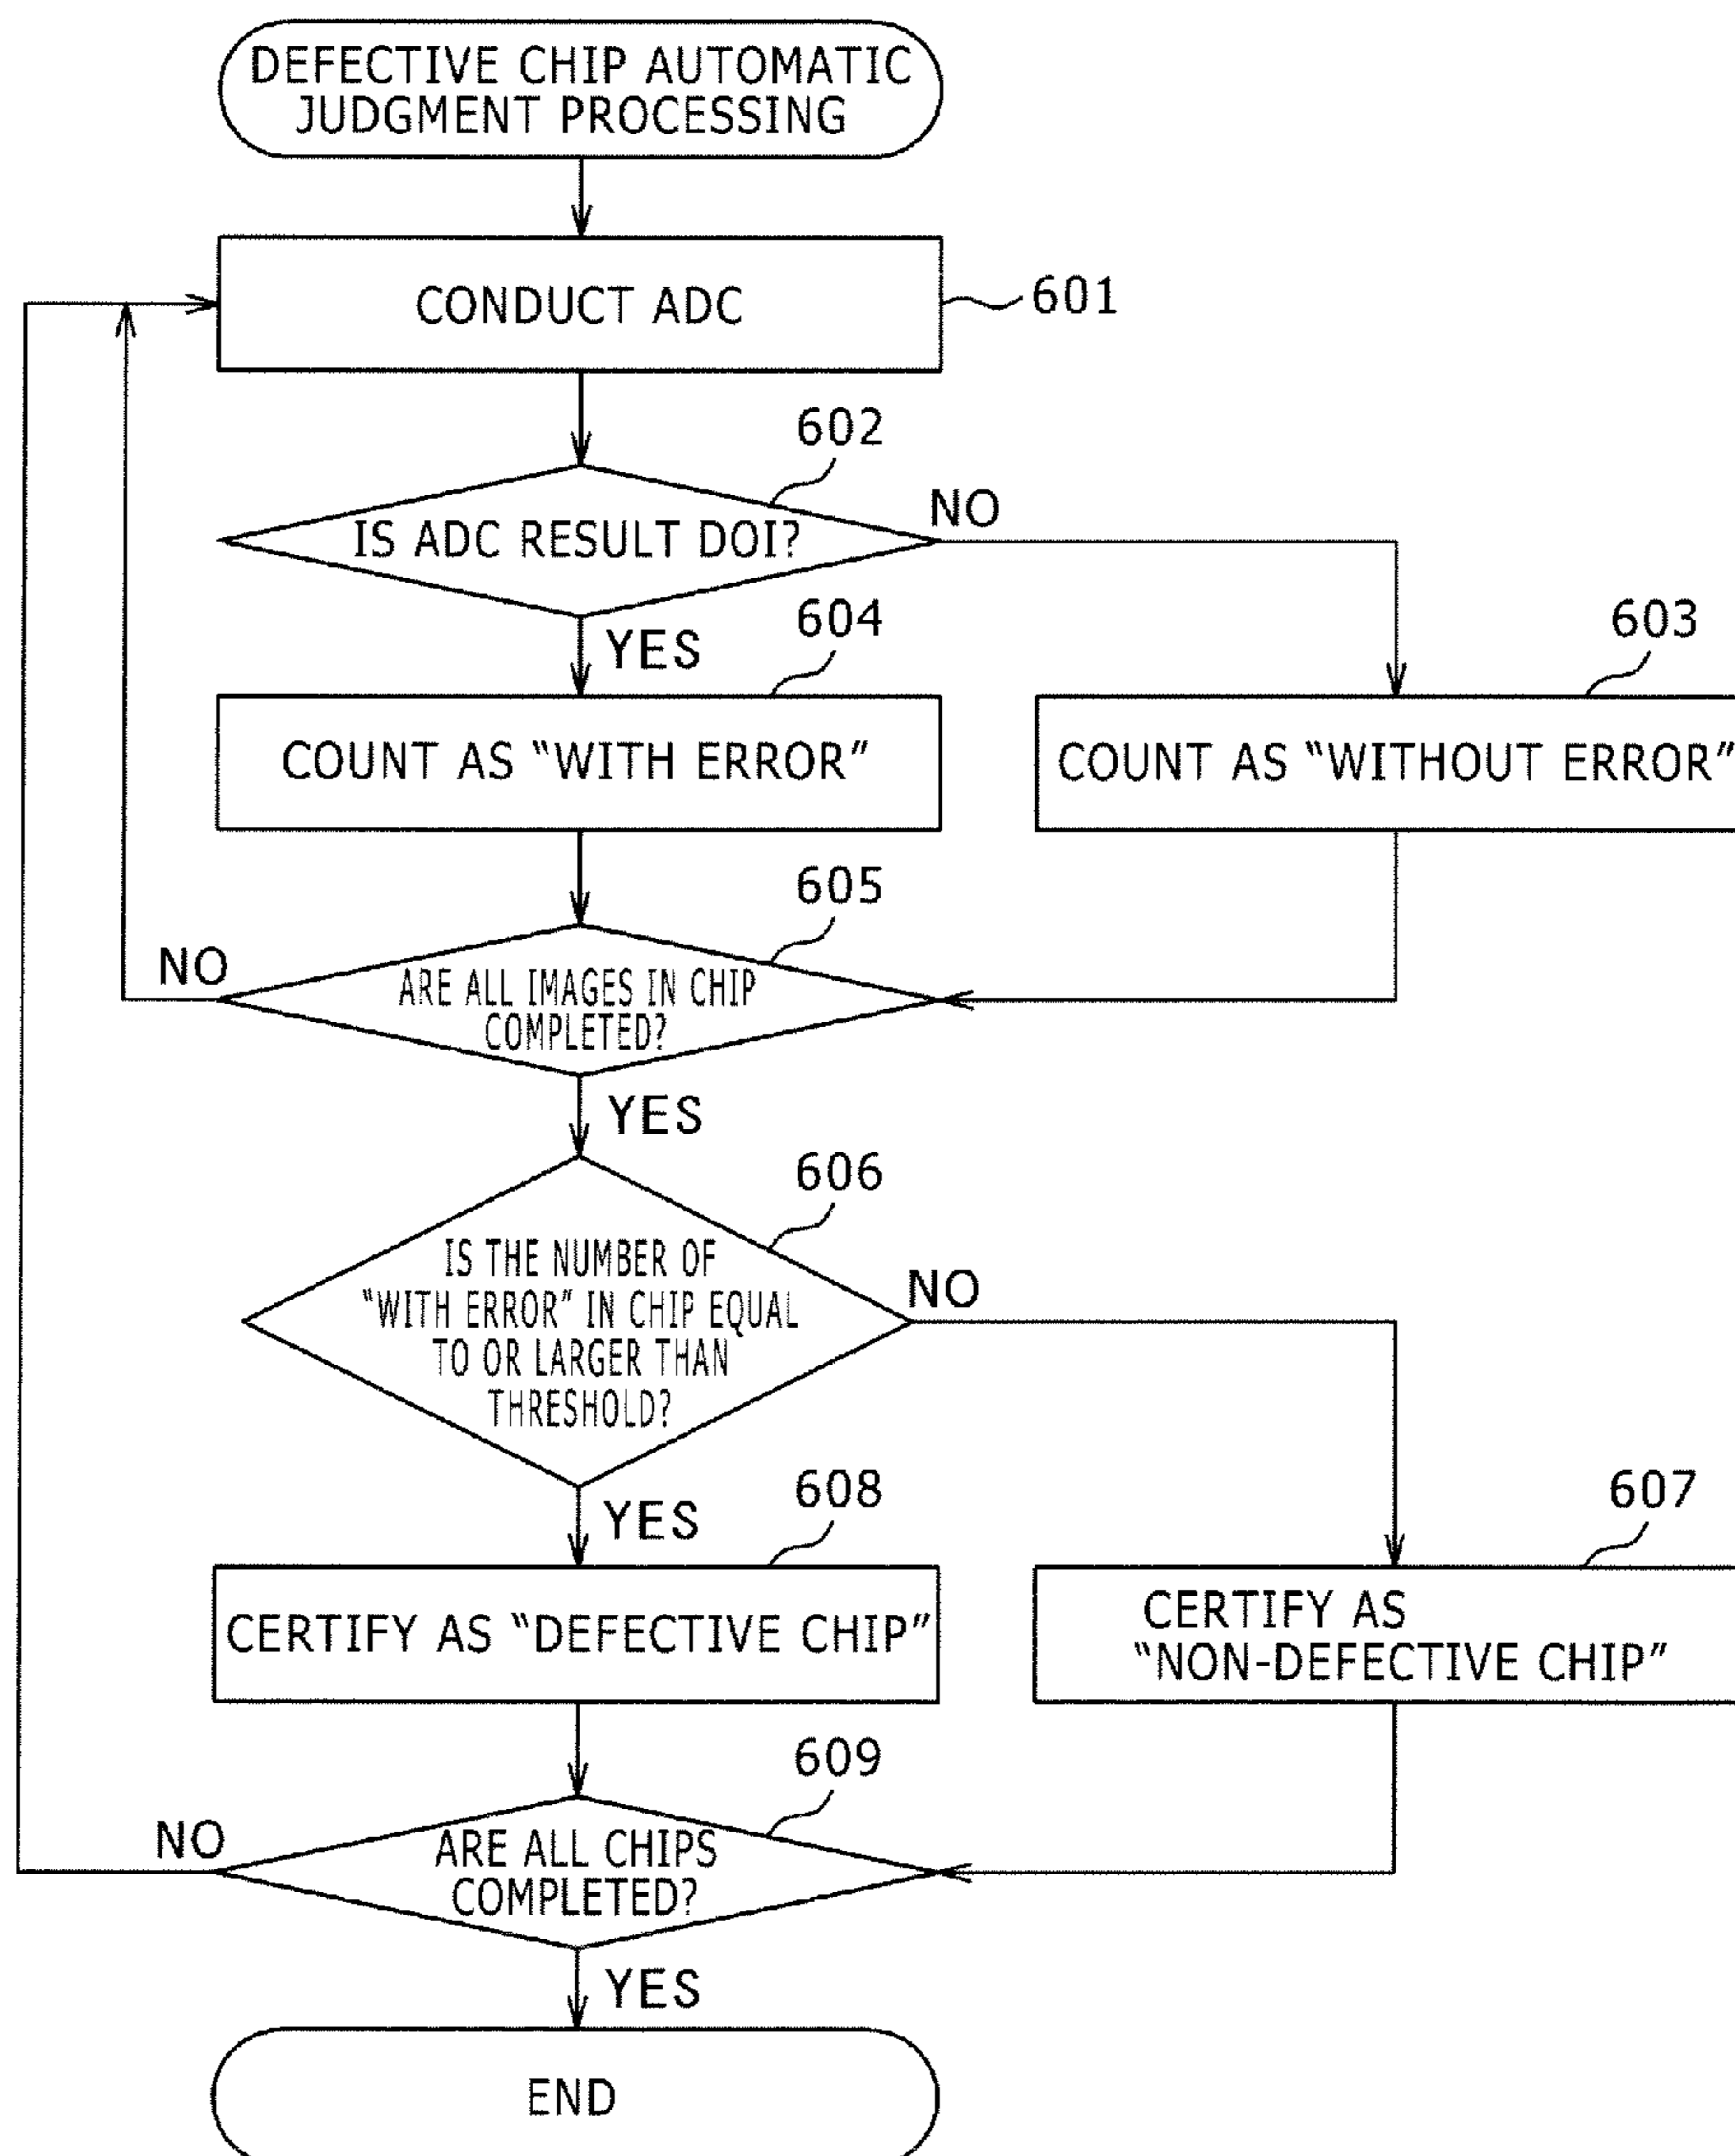 DEFECTIVE CHIP AUTOMATIC
JUDGMENT PROCESSING
CONDUCT ADC
601
602
IS ADC RESULT DOI?
NO
YES
604
603
COUNT AS “WITH ERROR”
COUNT AS “WITHOUT ERROR”
605
NO
ARE ALL IMAGES IN CHIP
COMPLETED?
YES
606
IS THE NUMBER OF
“WITH ERROR” IN CHIP EQUAL
TO OR LARGER THAN
THRESHOLD?
NO
YES
608
607
CERTIFY AS “DEFECTIVE CHIP”
CERTIFY AS
“NON-DEFECTIVE CHIP”
609
NO
ARE ALL CHIPS
COMPLETED?
YES
END